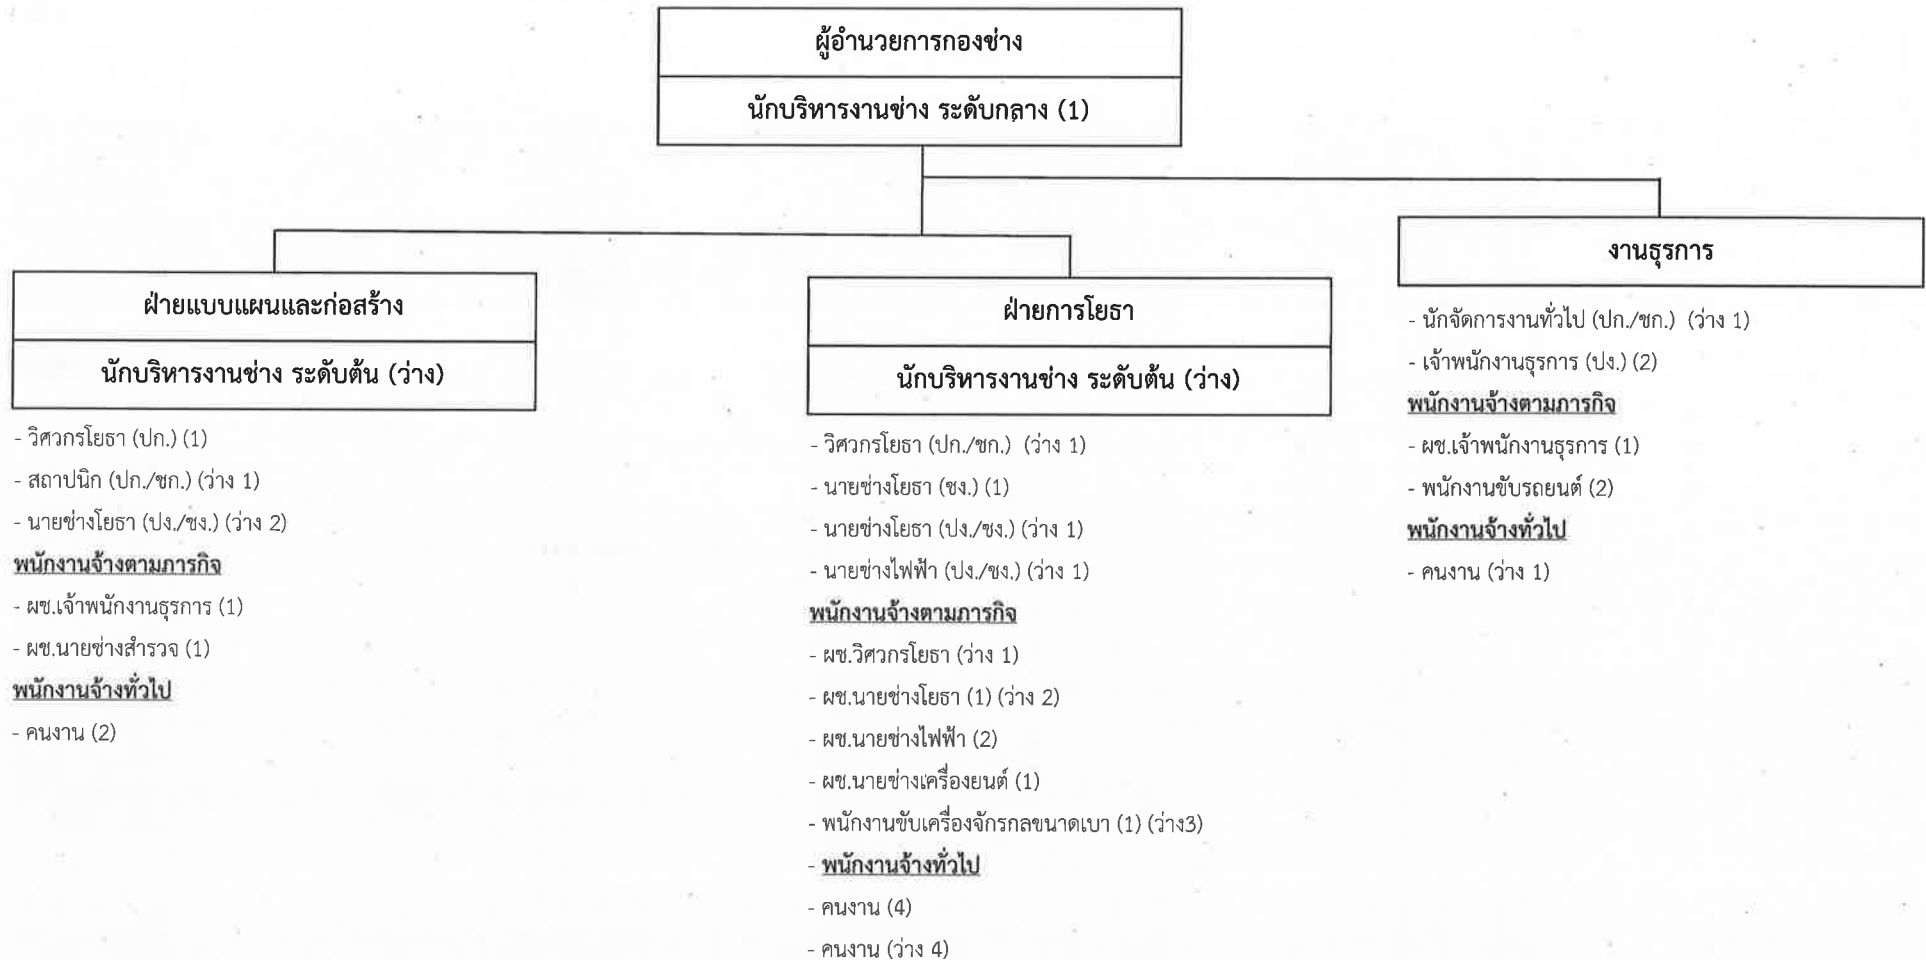 ผู้อำนวยการกองช่าง
นักบริหารงานช่าง ระดับกลาง (1)
ฝ่ายแบบแผนและก่อสร้าง
นักบริหารงานช่าง ระดับต้น (ว่าง)
- วิศวกรโยธา (ปก.) (1)
- สถาปนิก (ปก./ชก.) (ว่าง 1)
- นายช่างโยธา (ปง./ชง.) (ว่าง 2)
พนักงานจ้างตามภารกิจ
- ผช.เจ้าพนักงานธุรการ (1)
- ผช.นายช่างสำรวจ (1)
พนักงานจ้างทั่วไป
- คนงาน (2)
ฝ่ายการโยธา
นักบริหารงานช่าง ระดับต้น (ว่าง)
- วิศวกรโยธา (ปก./ชก.) (ว่าง 1)
- นายช่างโยธา (ชง.) (1)
- นายช่างโยธา (ปง./ชง.) (ว่าง 1)
- นายช่างไฟฟ้า (ปง./ชง.) (ว่าง 1)
พนักงานจ้างตามภารกิจ
- ผช.วิศวกรโยธา (ว่าง 1)
- ผช.นายช่างโยธา (1) (ว่าง 2)
- ผช.นายช่างไฟฟ้า (2)
- ผช.นายช่างเครื่องยนต์ (1)
- พนักงานขับเครื่องจักรกลขนาดเบา (1) (ว่าง3)
- พนักงานจ้างทั่วไป
- คนงาน (4)
- คนงาน (ว่าง 4)
งานธุรการ
- นักจัดการงานทั่วไป (ปก./ชก.) (ว่าง 1)
- เจ้าพนักงานธุรการ (ปง.) (2)
พนักงานจ้างตามภารกิจ
- ผช.เจ้าพนักงานธุรการ (1)
- พนักงานขับรถยนต์ (2)
พนักงานจ้างทั่วไป
- คนงาน (ว่าง 1)